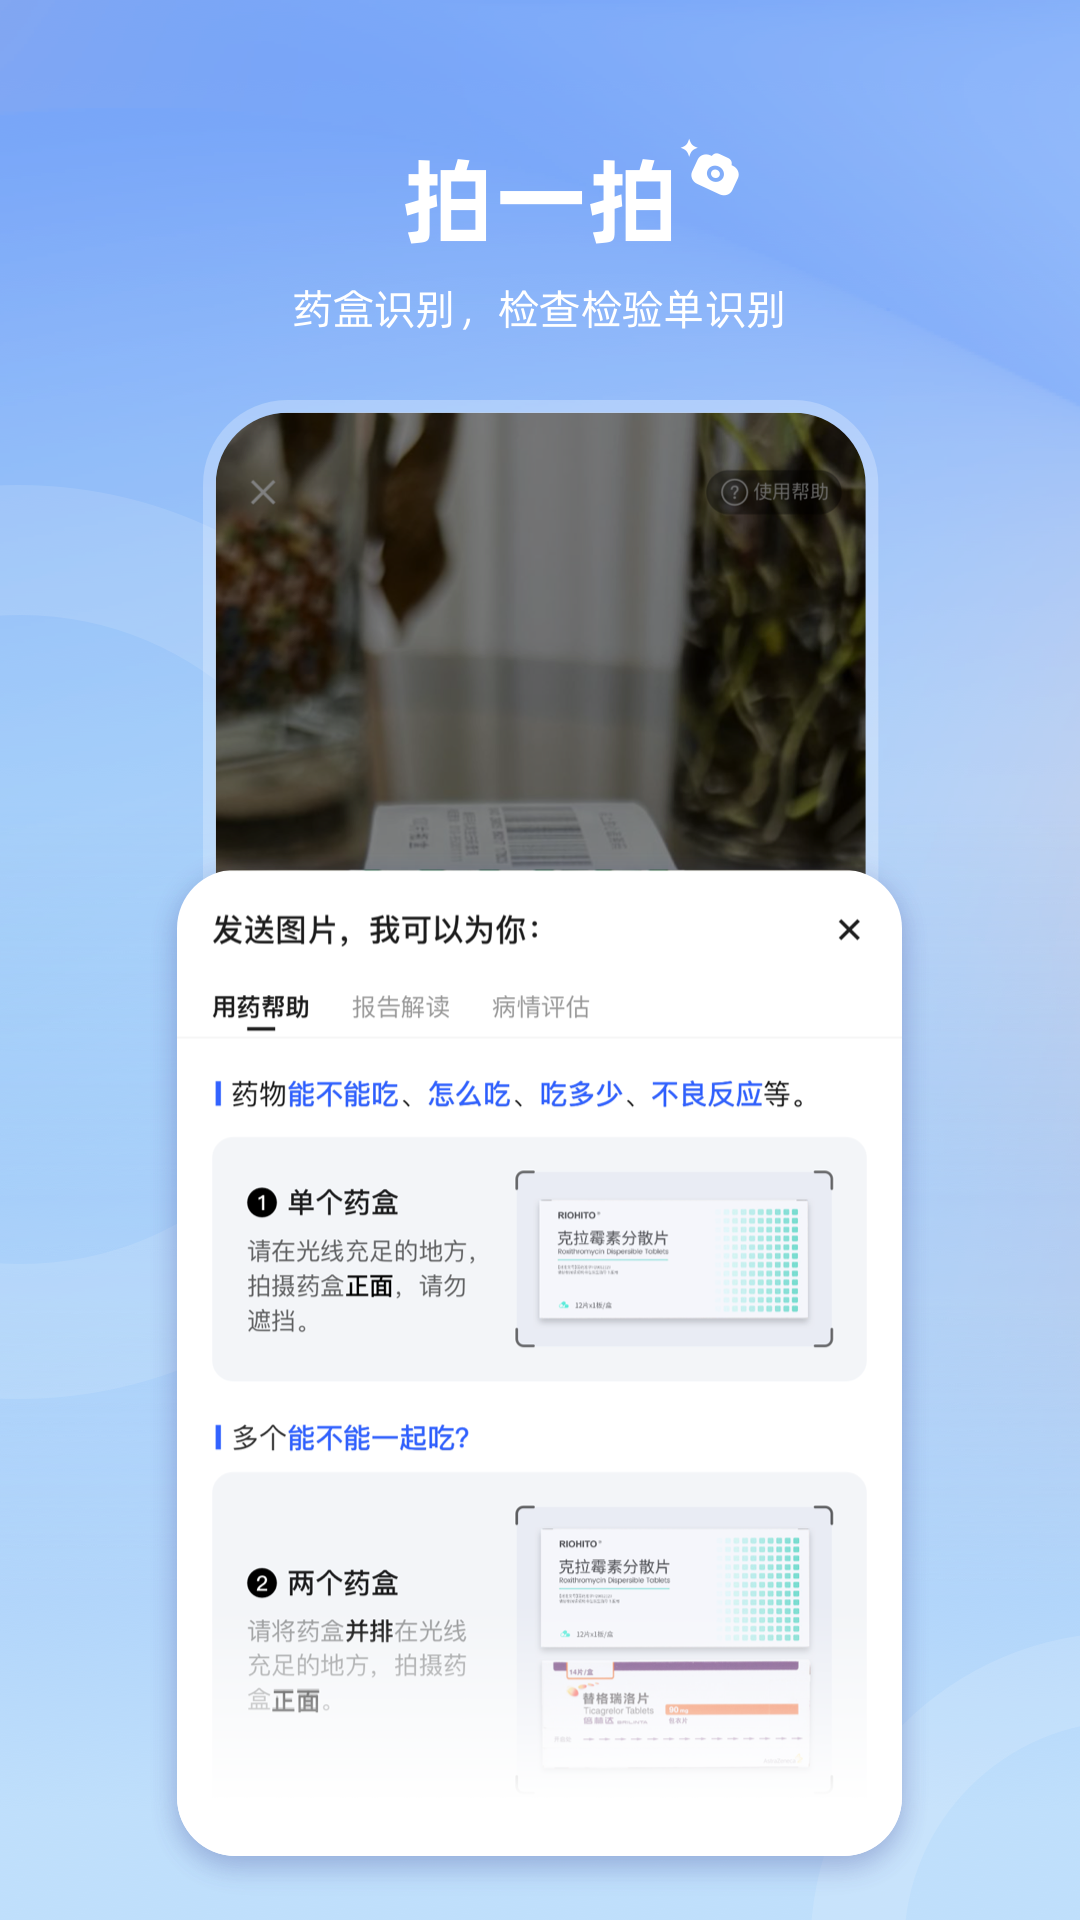 拍一拍
药盒识别，检查检验单识别
使用帮助
发送图片，我可以为你：
用药帮助 报告解读 病情评估
药物能不能吃、怎么吃、吃多少、不良反应等。
1 单个药盒
请在光线充足的地方，
拍摄药盒正面，请勿
遮挡。
RIOHITO
克拉霉素分散片
Roxithromycin Dispersible Tablets
12片x1板/盒
多个能不能一起吃?
2 两个药盒
请将药盒并排在光线
充足的地方，拍摄药
盒正面。
RIOHITO
克拉霉素分散片
Roxithromycin Dispersible Tablets
12片x1板/盒
14片/盒
替格瑞洛片
Ticagrelor Tablets
90 mg